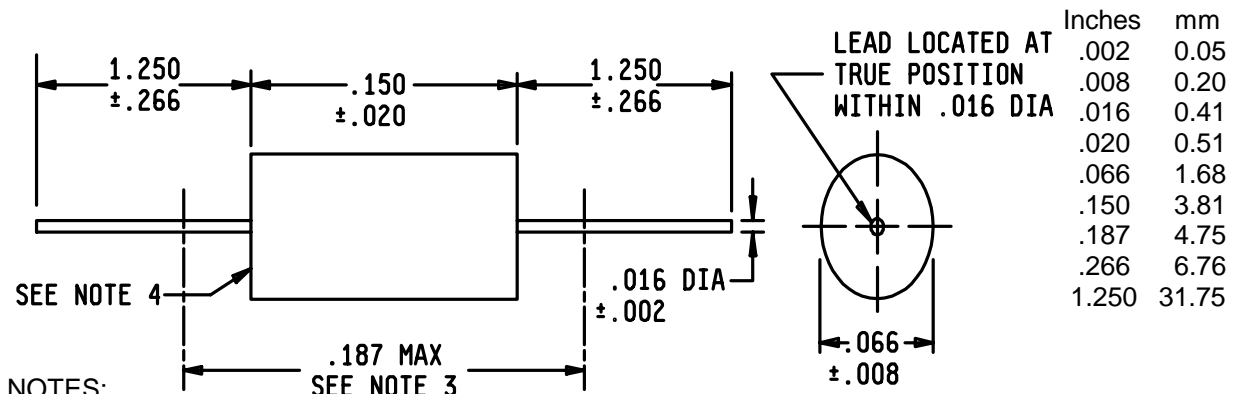 1.250
±.266
.150
±.020
1.250
±.266
LEAD LOCATED AT
TRUE POSITION
WITHIN .016 DIA
SEE NOTE 4
.016 DIA
±.002
.187 MAX
SEE NOTE 3
.066
±.008
NOTES:
Inches mm
.002 0.05
.008 0.20
.016 0.41
.020 0.51
.066 1.68
.150 3.81
.187 4.75
.266 6.76
1.250 31.75